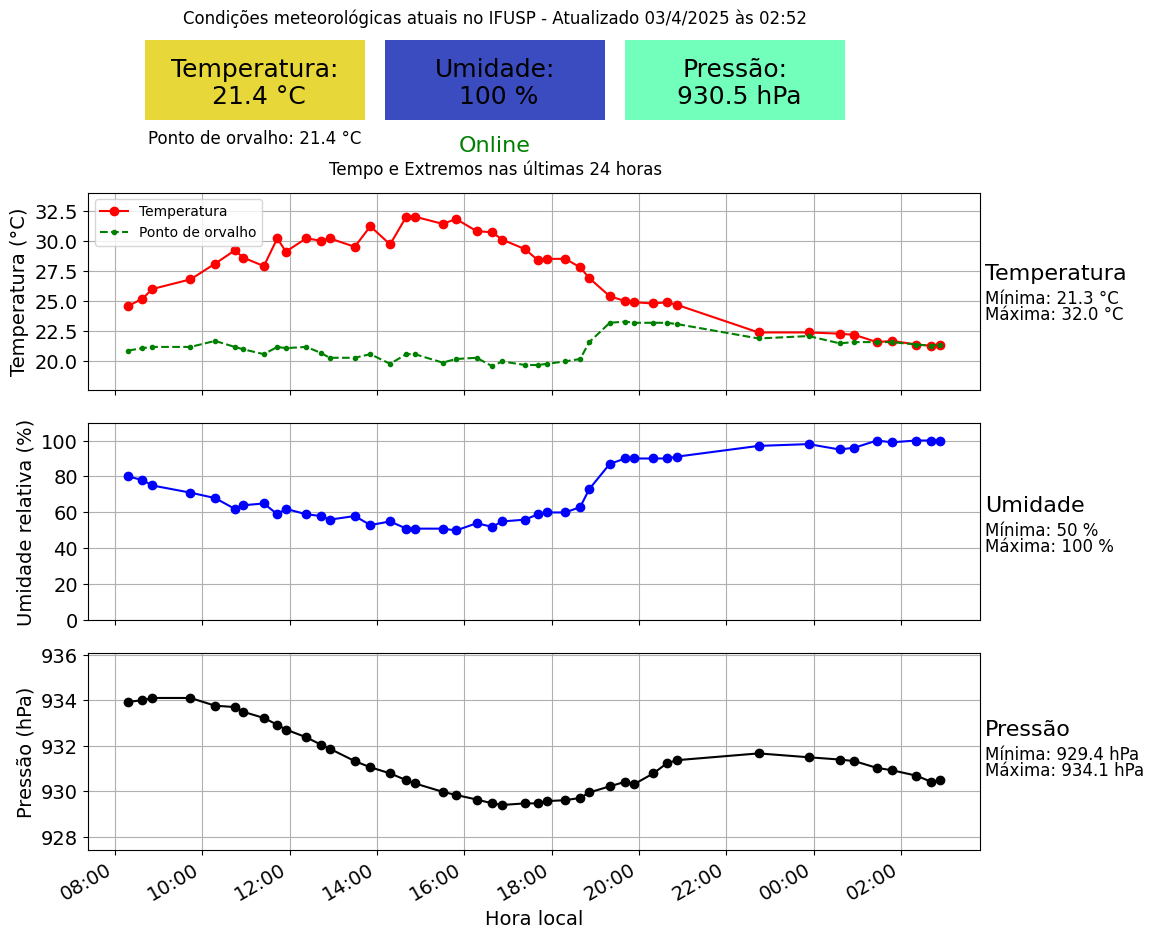 Condições meteorológicas atuais no IFUSP - Atualizado 03/4/2025 às 02:52
Temperatura:
21.4 °C
Umidade:
100 %
Pressão:
930.5 hPa
Ponto de orvalho: 21.4 °C
Online
Tempo e Extremos nas últimas 24 horas
Temperatura (°C)
32.5
30.0
27.5
25.0
22.5
20.0
Temperatura
Ponto de orvalho
Temperatura
Mínima: 21.3 °C
Máxima: 32.0 °C
Umidade relativa (%)
100
80
60
40
20
0
Umidade
Mínima: 50 %
Máxima: 100 %
Pressão (hPa)
936
934
932
930
928
Pressão
Mínima: 929.4 hPa
Máxima: 934.1 hPa
08:00 10:00 12:00 14:00 16:00 18:00 20:00 22:00 00:00 02:00
Hora local